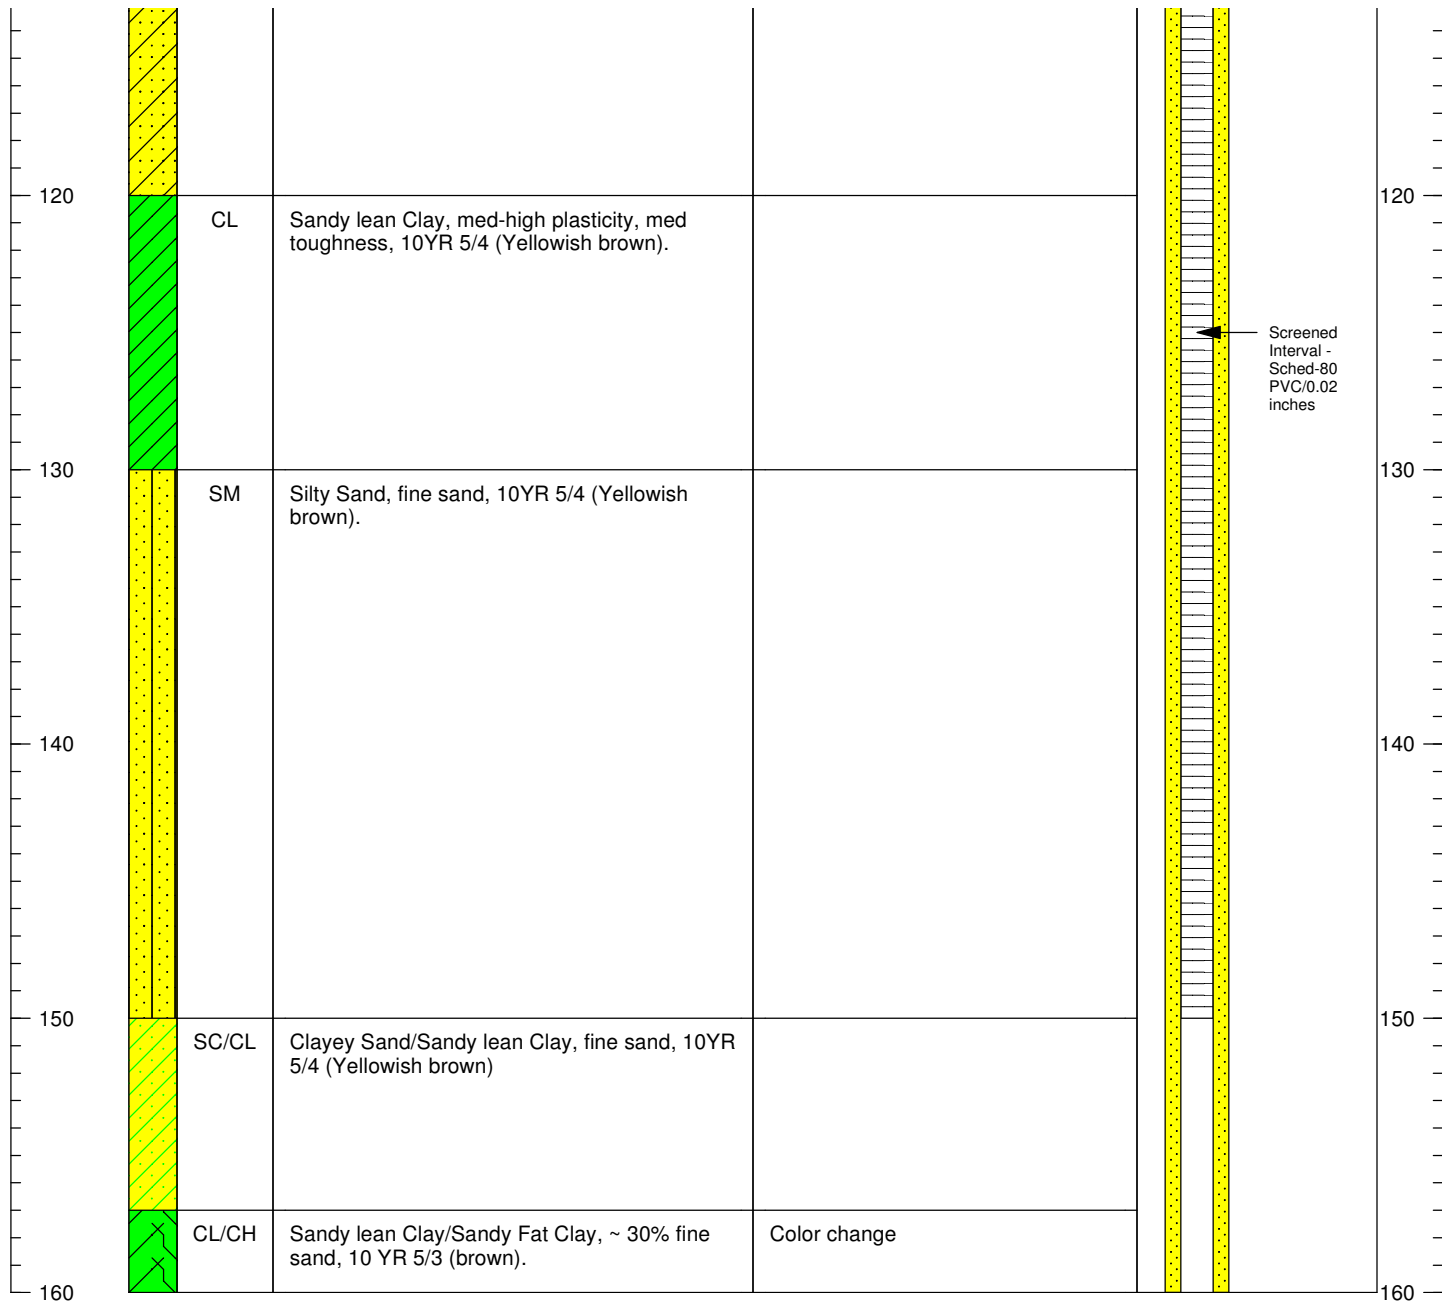 120
CL
Sandy lean Clay, med-high plasticity, med
toughness, 10YR 5/4 (Yellowish brown).
120
Screened
Interval -
Sched-80
PVC/0.02
inches
130
SM
Silty Sand, fine sand, 10YR 5/4 (Yellowish
brown).
130
140
140
150
SC/CL
Clayey Sand/Sandy lean Clay, fine sand, 10YR
5/4 (Yellowish brown)
150
CL/CH
Sandy lean Clay/Sandy Fat Clay, ~ 30% fine
sand, 10 YR 5/3 (brown).
Color change
160
160